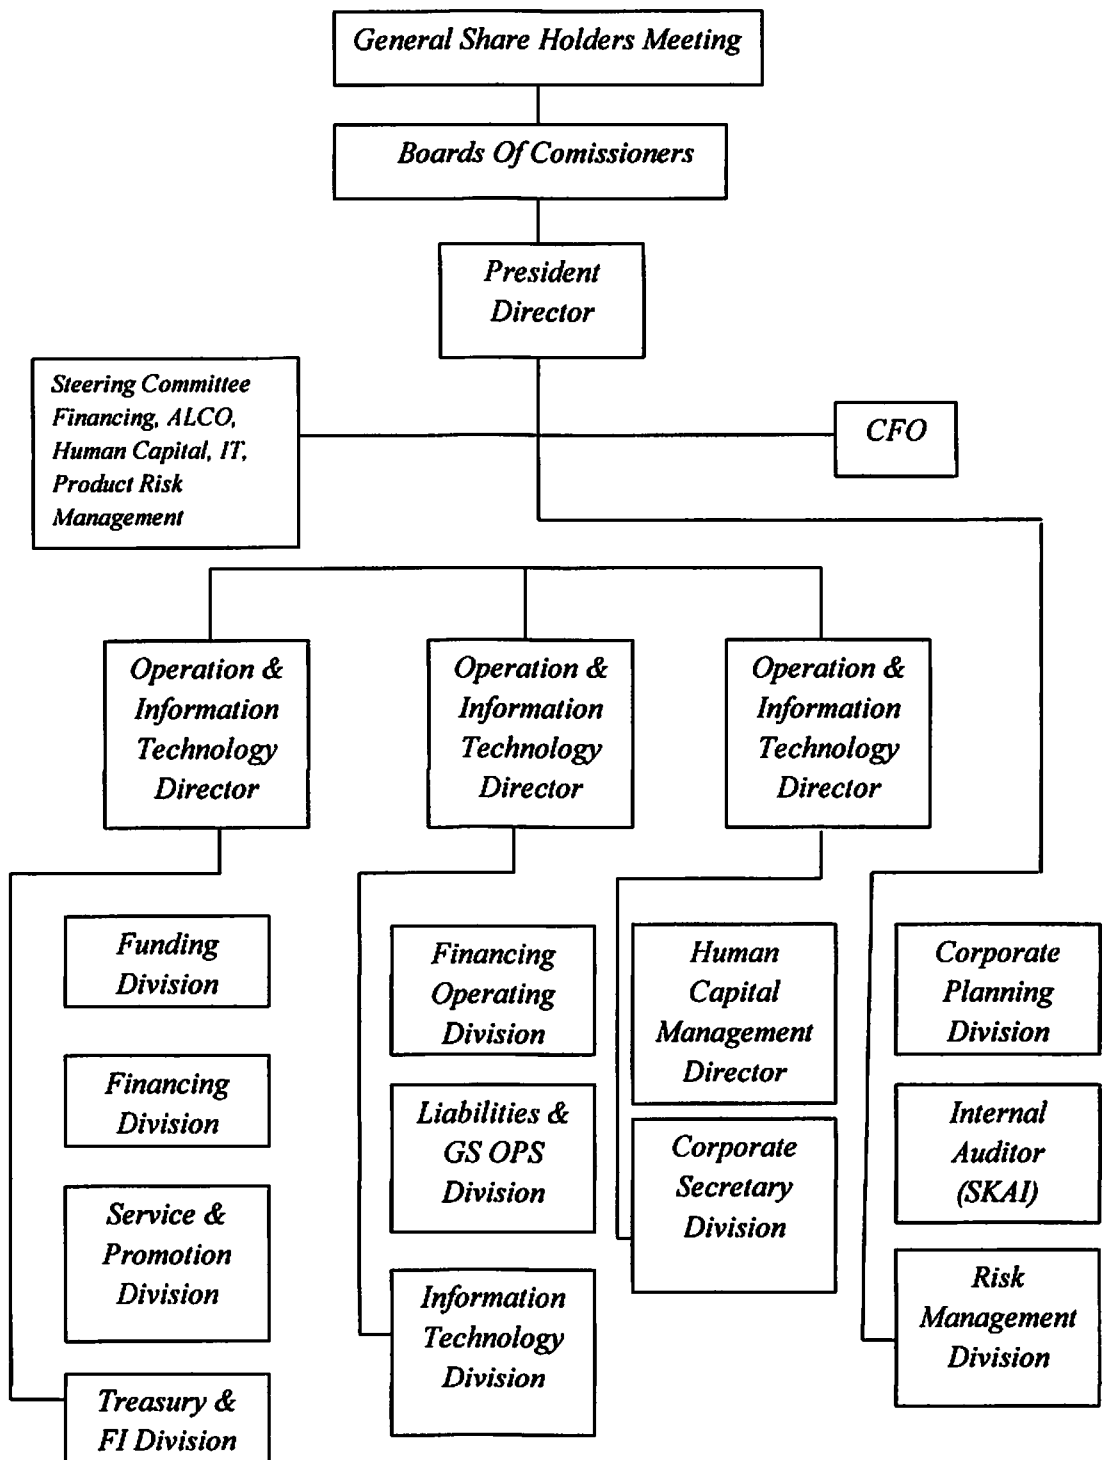 General Share Holders Meeting
Boards Of Comissioners
President
Director
Steering Committee
Financing, ALCO,
Human Capital, IT,
Product Risk
Management
CFO
Operation &
Information
Technology
Director
Operation &
Information
Technology
Director
Operation &
Information
Technology
Director
Funding
Division
Financing
Division
Service &
Promotion
Division
Treasury &
FI Division
Financing
Operating
Division
Liabilities &
GS OPS
Division
Information
Technology
Division
Human
Capital
Management
Director
Corporate
Secretary
Division
Corporate
Planning
Division
Internal
Auditor
(SKAI)
Risk
Management
Division